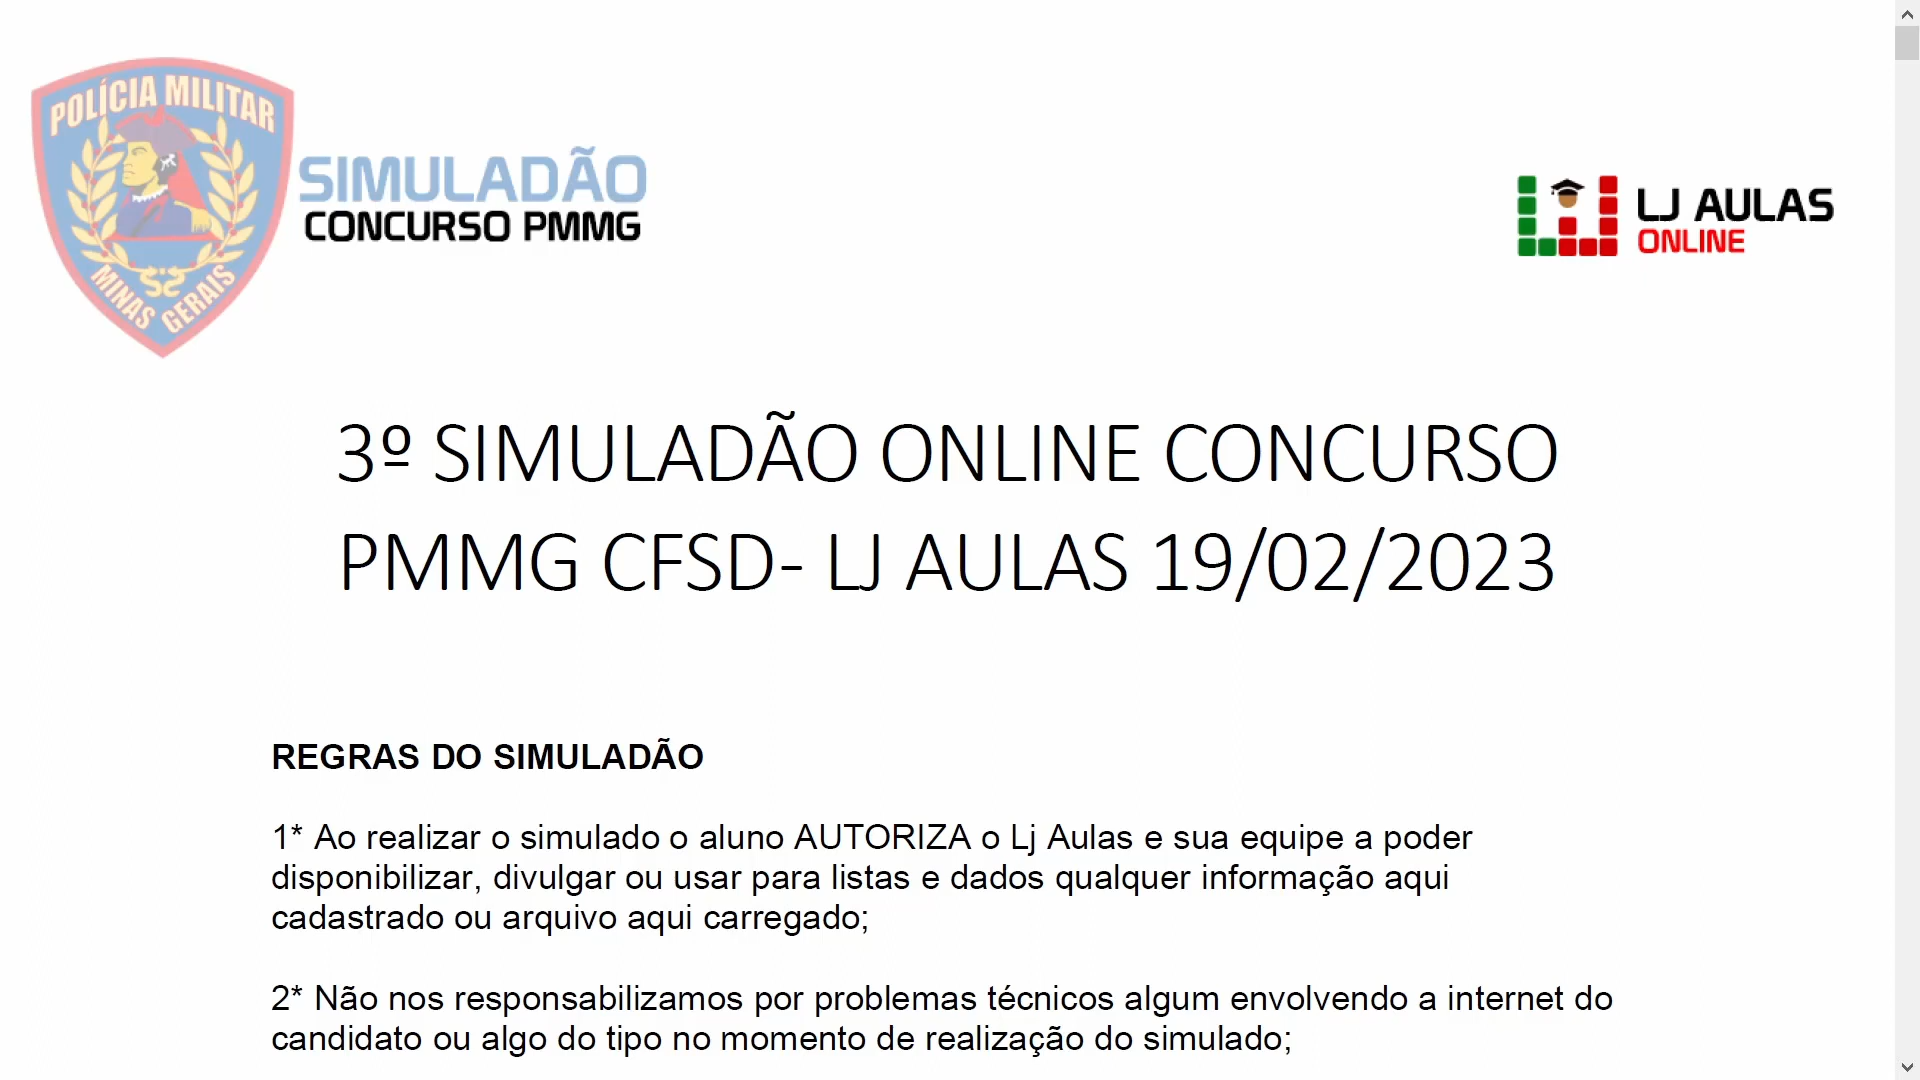 POLÍCIA MILITAR
MINAS GERAIS
SIMULADÃO
CONCURSO PMMG
LJ AULAS
ONLINE
3º SIMULADÃO ONLINE CONCURSO
PMMG CFSD- LJ AULAS 19/02/2023
REGRAS DO SIMULADÃO
1* Ao realizar o simulado o aluno AUTORIZA o Lj Aulas e sua equipe a poder
disponibilizar, divulgar ou usar para listas e dados qualquer informação aqui
cadastrado ou arquivo aqui carregado;
2* Não nos responsabilizamos por problemas técnicos algum envolvendo a internet do
candidato ou algo do tipo no momento de realização do simulado;